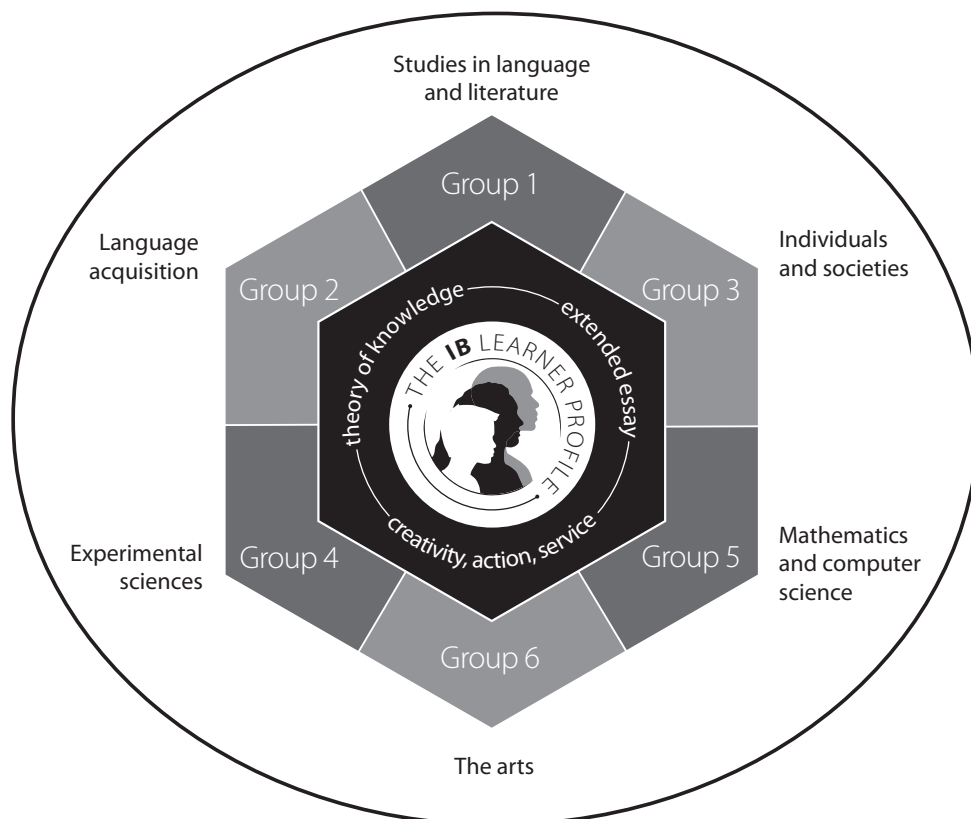 Studies in language
and literature
Group 1
Language
acquisition
Individuals
and societies
Group 2
Group 3
theory of knowledge
extended essay
THE IB LEARNER PROFILE
creativity, action, service
Experimental
sciences
Group 4
Group 5
Mathematics
and computer
science
Group 6
The arts